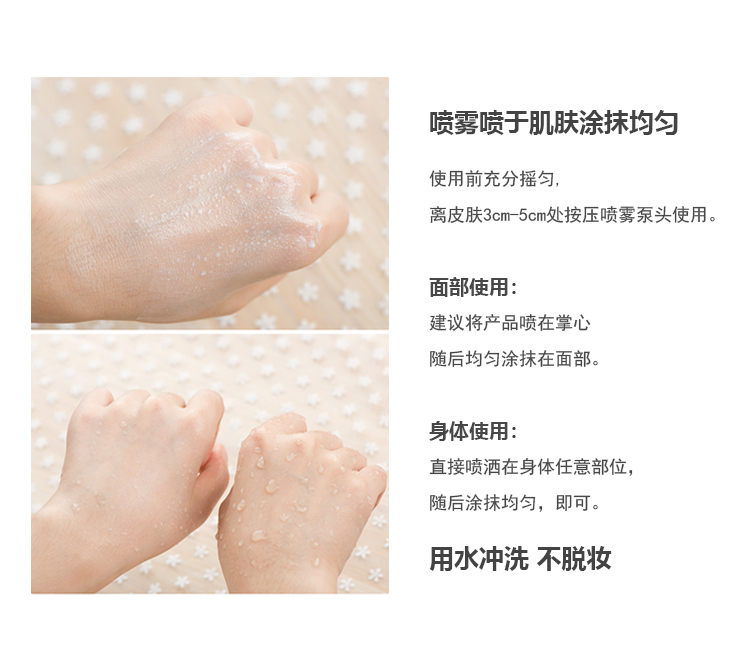 喷雾喷于肌肤涂抹均匀
使用前充分摇匀,
离皮肤3cm-5cm处按压喷雾泵头使用。
面部使用：
建议将产品喷在掌心
随后均匀涂抹在面部。
身体使用：
直接喷洒在身体任意部位，
随后涂抹均匀，即可。
用水冲洗 不脱妆